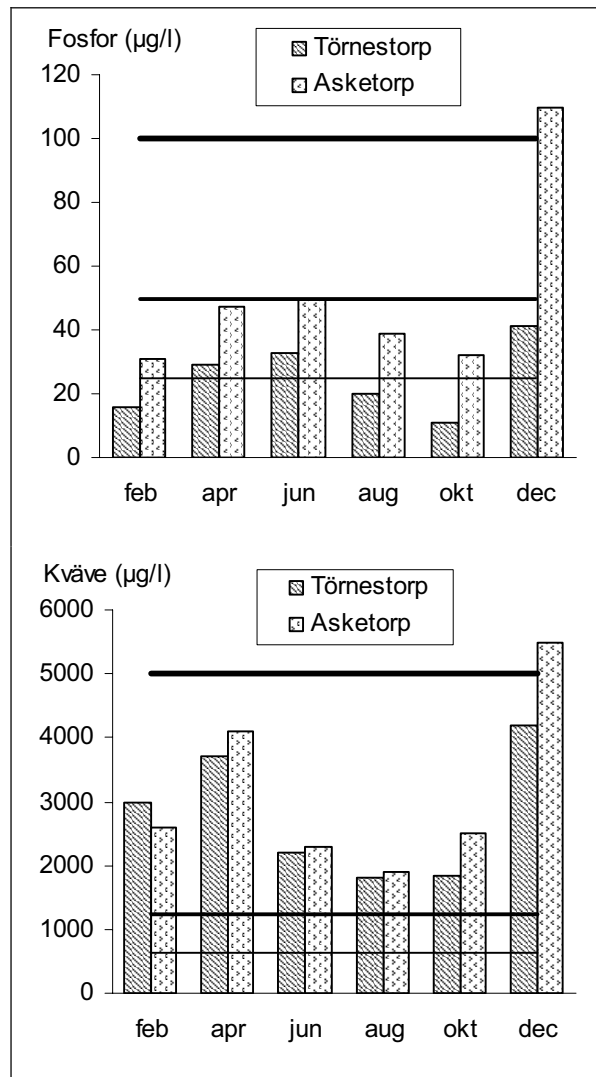 Fosfor (µg/l)
Törnestorp
Asketorp
120
100
80
60
40
20
0
feb apr jun aug okt dec
Kväve (µg/l)
Törnestorp
Asketorp
6000
5000
4000
3000
2000
1000
0
feb apr jun aug okt dec